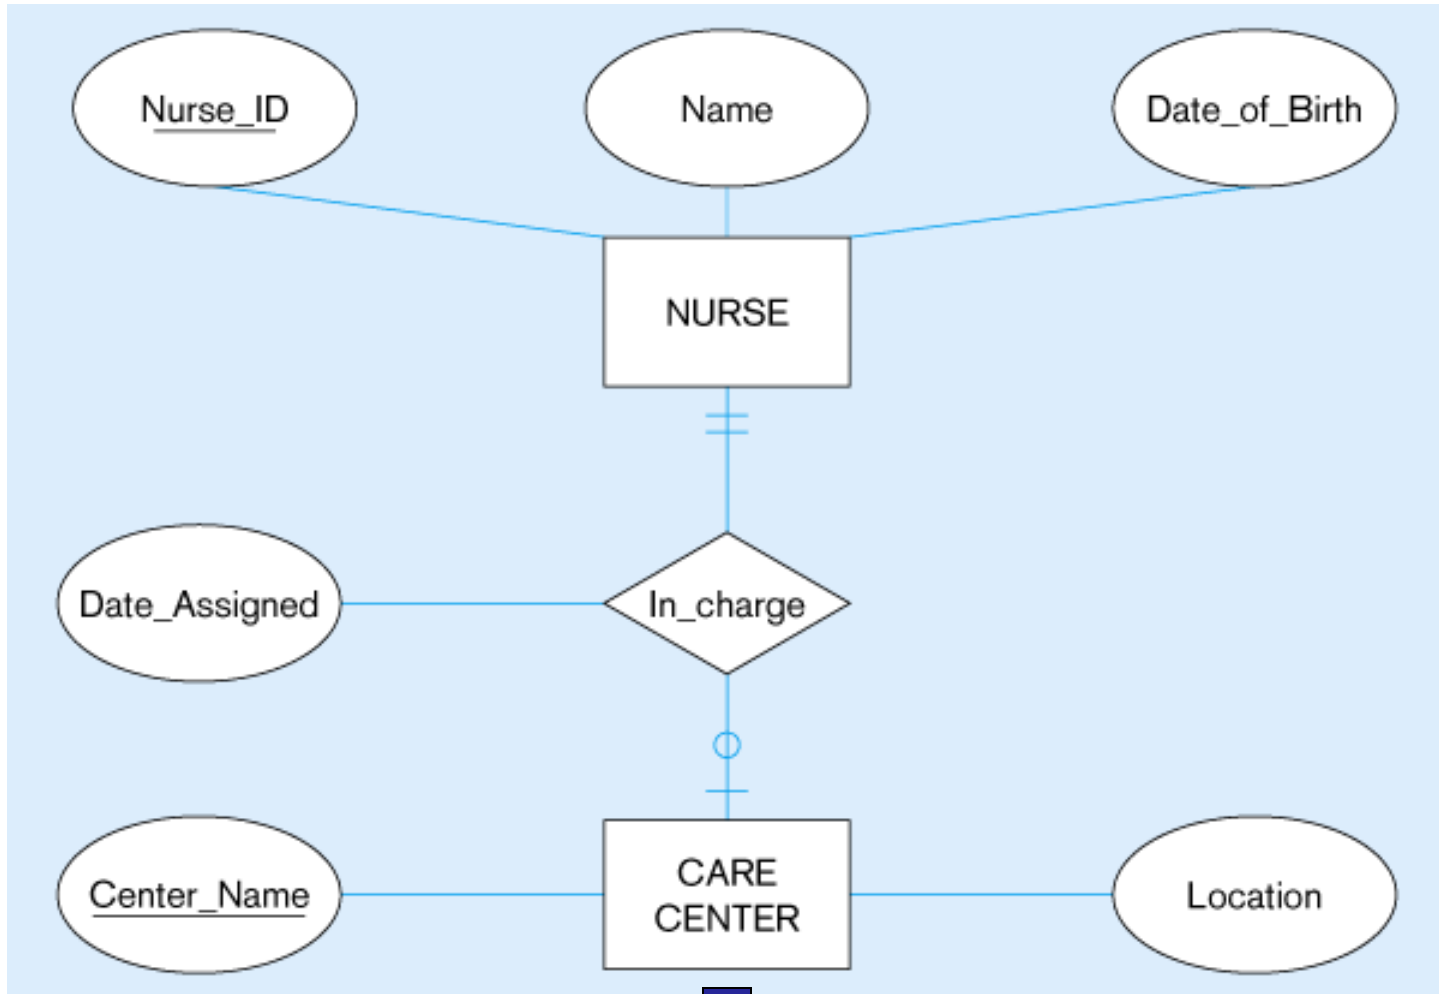 Nurse_ID
Name
Date_of_Birth
NURSE
Date_Assigned
In_charge
Center_Name
CARE
CENTER
Location